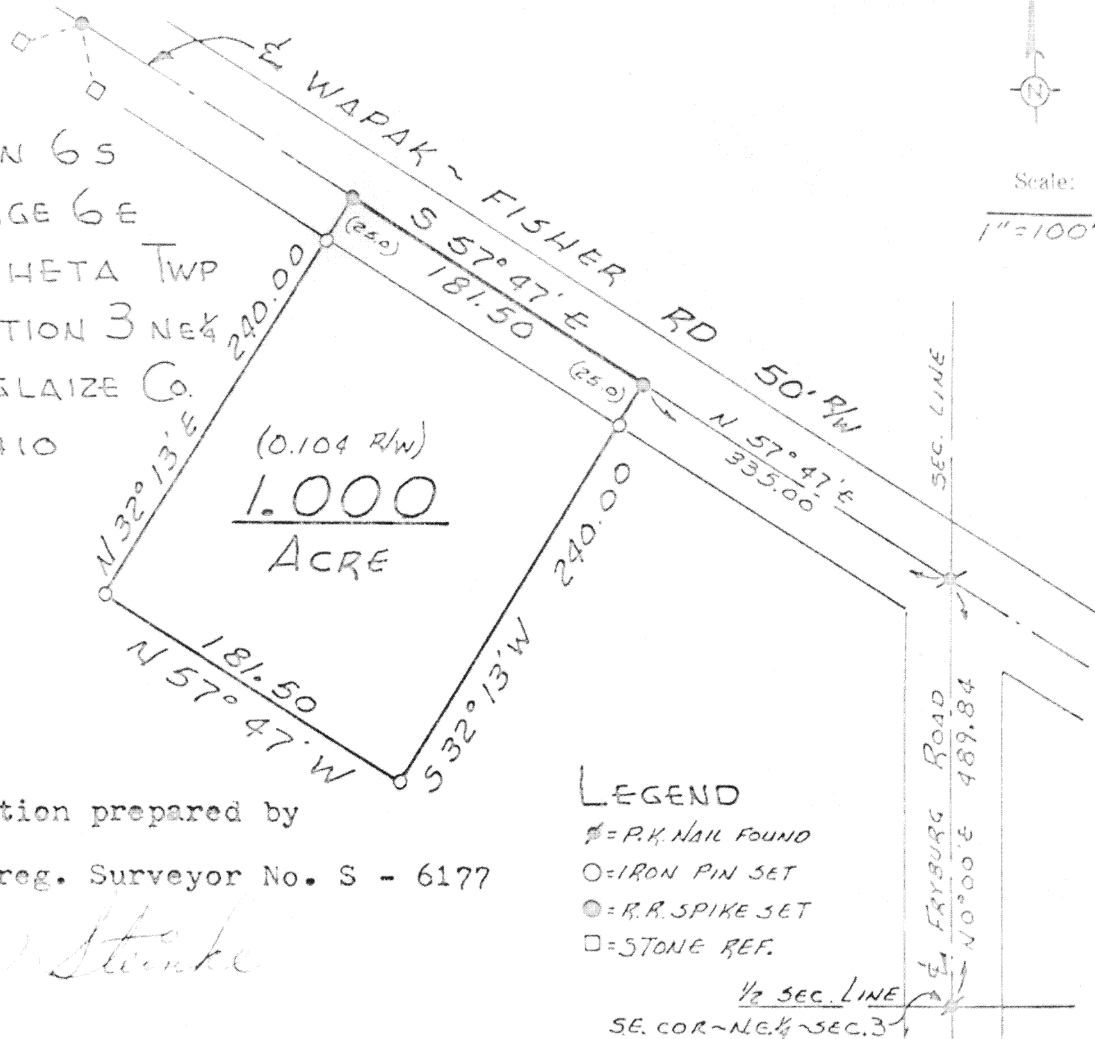 N 6 S
GE 6 E
HETA TWP
TION 3 NE¼
GLAIZE Co.
HIO
℄ WAPAK ~ FISHER RD 50' R/W
Scale:
1"=100'
N
S 57° 47' E
181.50
(25.0)
(25.0)
N 57° 47' E
335.00
SEC. LINE
240.00
N 32° 13' E
(0.104 R/W)
1.000
ACRE
240.00
S 32° 13' W
181.50
N 57° 47' W
℄ FRYBURG ROAD
N 0° 00' E 489.84
tion prepared by
reg. Surveyor No. S - 6177
Steinke
LEGEND
= P.K. NAIL FOUND
= IRON PIN SET
= R.R. SPIKE SET
= STONE REF.
½ SEC. LINE
S.E. COR ~ N.E.¼ ~ SEC. 3